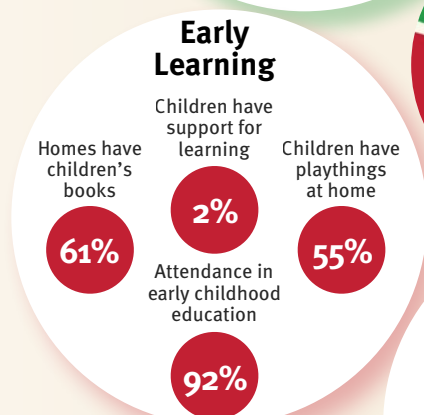 Early
Learning
Children have
support for
learning
2%
Homes have
children's
books
61%
Children have
playthings
at home
55%
Attendance in
early childhood
education
92%